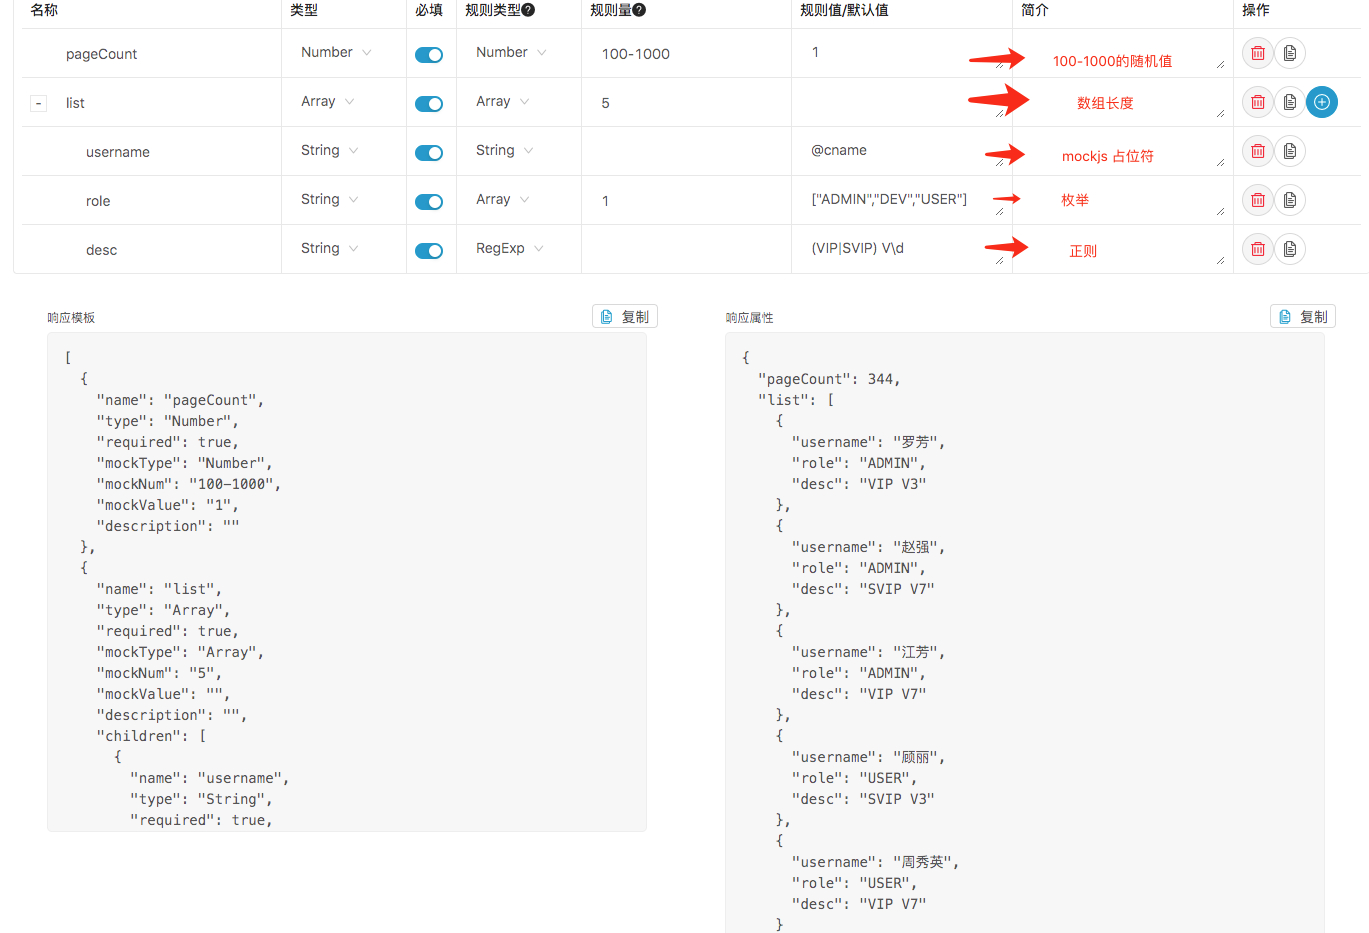 名称 类型 必填 规则类型? 规则量? 规则值/默认值 简介 操作
pageCount Number Number 100-1000 1 100-1000的随机值
- list Array Array 5 数组长度
username String String @cname mockjs 占位符
role String Array 1 ["ADMIN","DEV","USER"] 枚举
desc String RegExp (VIP|SVIP) V\d 正则
响应模板 复制
[
{
"name": "pageCount",
"type": "Number",
"required": true,
"mockType": "Number",
"mockNum": "100-1000",
"mockValue": "1",
"description": ""
},
{
"name": "list",
"type": "Array",
"required": true,
"mockType": "Array",
"mockNum": "5",
"mockValue": "",
"description": "",
"children": [
{
"name": "username",
"type": "String",
"required": true,
响应属性 复制
{
"pageCount": 344,
"list": [
{
"username": "罗芳",
"role": "ADMIN",
"desc": "VIP V3"
},
{
"username": "赵强",
"role": "ADMIN",
"desc": "SVIP V7"
},
{
"username": "江芳",
"role": "ADMIN",
"desc": "VIP V7"
},
{
"username": "顾丽",
"role": "USER",
"desc": "SVIP V3"
},
{
"username": "周秀英",
"role": "USER",
"desc": "VIP V7"
}